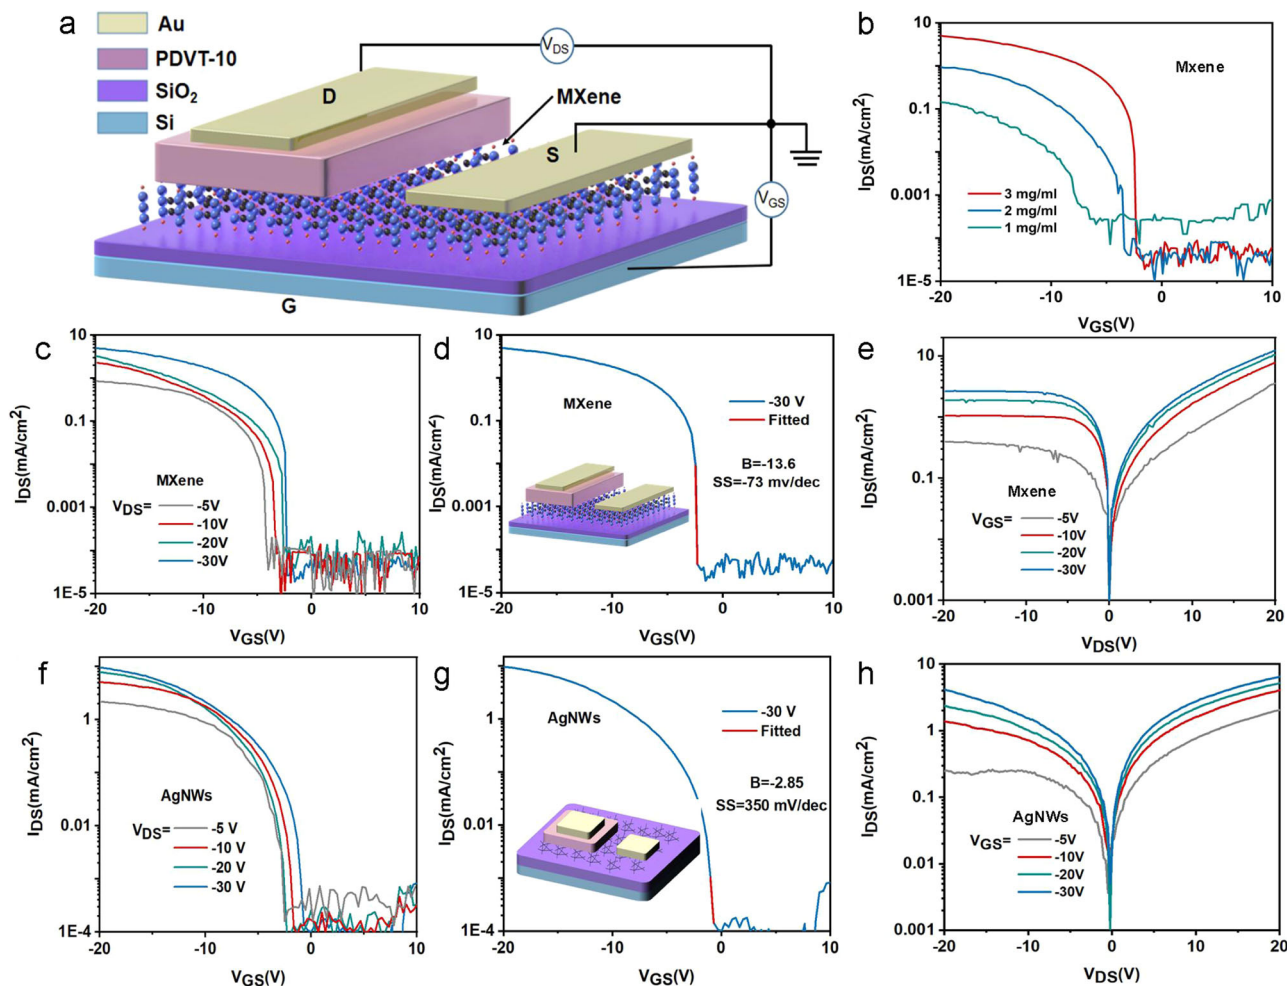 a
Au
PDVT-10
SiO2
Si
D
VDS
MXene
S
VGS
G
b
IDS(mA/cm2)
10
0.1
0.001
1E-5
Mxene
3 mg/ml
2 mg/ml
1 mg/ml
-20
-10
0
10
VGS(V)
c
IDS(mA/cm2)
10
0.1
0.001
1E-5
MXene
VDS=
-5V
-10V
-20V
-30V
-20
-10
0
10
VGS(V)
d
IDS(mA/cm2)
10
0.1
0.001
1E-5
MXene
-30 V
Fitted
B=-13.6
SS=-73 mv/dec
-20
-10
0
10
VGS(V)
e
IDS(mA/cm2)
10
0.1
0.001
Mxene
VGS=
-5V
-10V
-20V
-30V
-20
-10
0
10
20
VDS(V)
f
IDS(mA/cm2)
1
0.01
1E-4
AgNWs
VDS=
-5 V
-10 V
-20 V
-30 V
-20
-10
0
10
VGS(V)
g
IDS(mA/cm2)
1
0.01
1E-4
AgNWs
-30 V
Fitted
B=-2.85
SS=350 mV/dec
-20
-10
0
10
VGS(V)
h
IDS(mA/cm2)
10
1
0.1
0.01
0.001
AgNWs
VGS=
-5V
-10V
-20V
-30V
-20
-10
0
10
20
VDS(V)